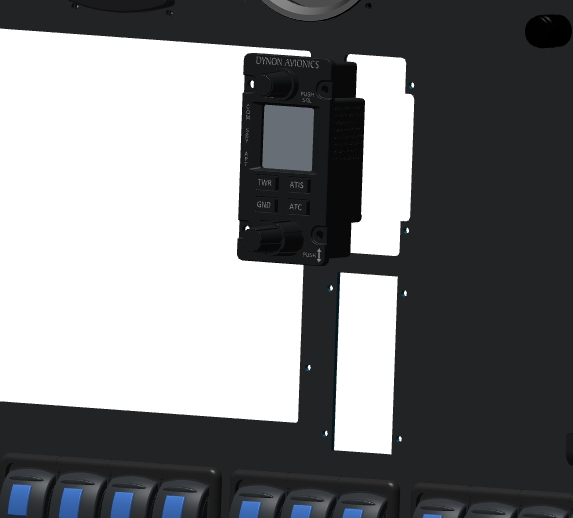 DYNON AVIONICS
PUSH
SQL
TWR
ATIS
GND
ATC
PUSH